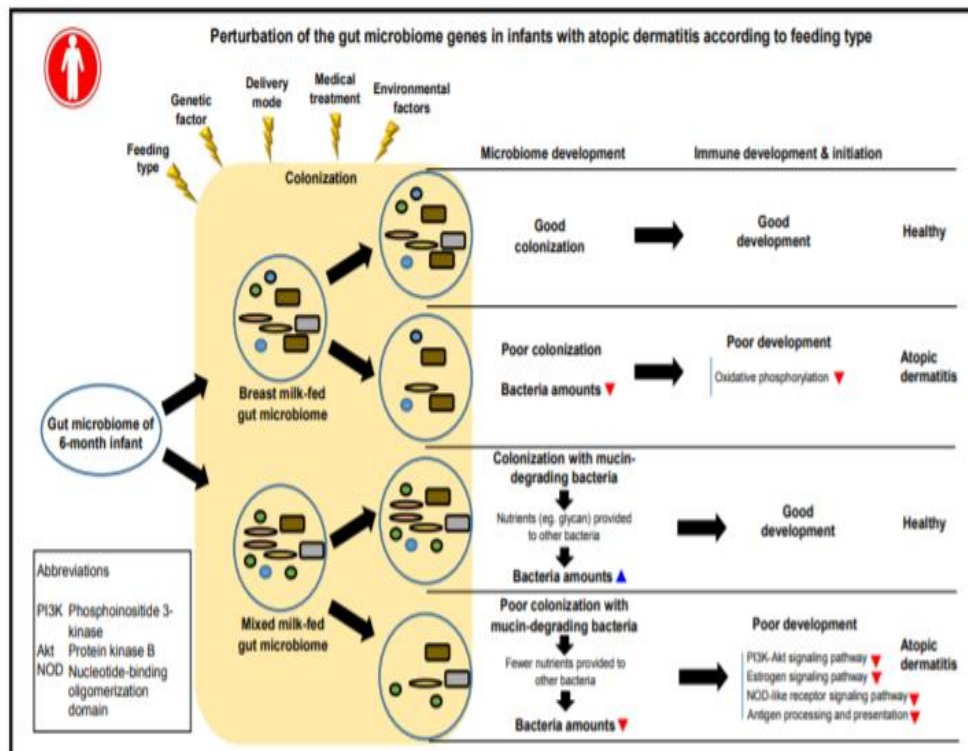 Perturbation of the gut microbiome genes in infants with atopic dermatitis according to feeding type
Feeding
type
Genetic
factor
Delivery
mode
Medical
treatment
Environmental
factors
Colonization
Microbiome development
Immune development & initiation
Good
colonization
Good
development
Healthy
Poor colonization
Bacteria amounts
Poor development
Oxidative phosphorylation
Atopic
dermatitis
Breast milk-fed
gut microbiome
Gut microbiome of
6-month infant
Colonization with mucin-
degrading bacteria
Nutrients (eg. glycan) provided
to other bacteria
Bacteria amounts
Good
development
Healthy
Mixed milk-fed
gut microbiome
Poor colonization with
mucin-degrading bacteria
Fewer nutrients provided to
other bacteria
Bacteria amounts
Poor development
PI3K-Akt signaling pathway
Estrogen signaling pathway
NOD-like receptor signaling pathway
Antigen processing and presentation
Atopic
dermatitis
Abbreviations
PI3K Phosphoinositide 3-
kinase
Akt Protein kinase B
NOD Nucleotide-binding
oligomerization
domain